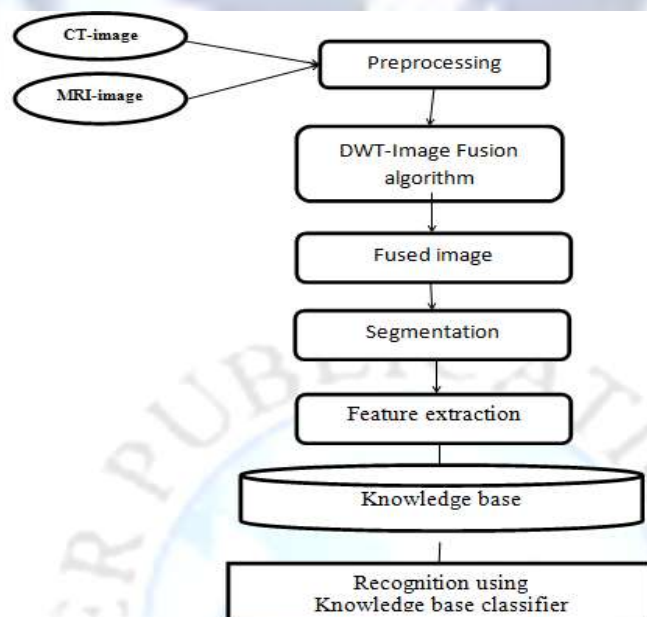 CT-image
MRI-image
Preprocessing
DWT-Image Fusion
algorithm
Fused image
Segmentation
Feature extraction
Knowledge base
Recognition using
Knowledge base classifier